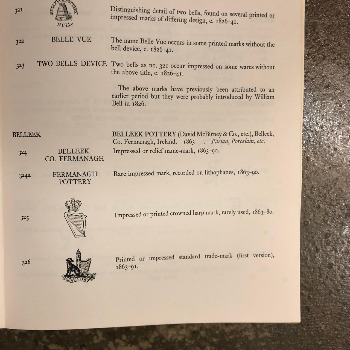 321 Distinguishing detail of two bells, found on several printed or
impressed marks of differing design, c. 1826-40.
322 BELLE VUE The name Belle Vue occurs in some printed marks without the
bell device, c. 1826-41.
323 TWO BELLS DEVICE Two bells as no. 321 occur impressed on some wares without
the above title, c. 1826-41.
The above marks have previously been attributed to an
earlier period but they were probably introduced by William
Bell in 1826.
BELLEEK BELLEEK POTTERY (David McBirney & Co., etc.), Belleek,
Co. Fermanagh, Ireland. 1863- . Parian, Porcelain, etc.
324 BELLEEK Impressed or relief name-mark, 1863-90.
CO. FERMANAGH
324a FERMANAGH Rare impressed mark, recorded on lithophanes, 1863-90.
POTTERY
325 Impressed or printed crowned harp mark, rarely used, 1863-80.
326 Printed or impressed standard trade-mark (first version),
1863-91.